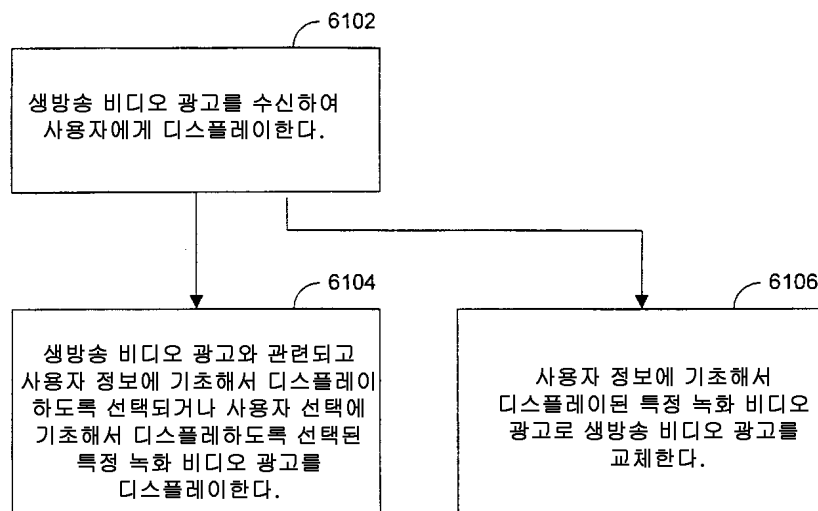 6102
생방송 비디오 광고를 수신하여
사용자에게 디스플레이한다.
6104
생방송 비디오 광고와 관련되고
사용자 정보에 기초해서 디스플레이
하도록 선택되거나 사용자 선택에
기초해서 디스플레하도록 선택된
특정 녹화 비디오 광고를
디스플레이한다.
6106
사용자 정보에 기초해서
디스플레이된 특정 녹화 비디오
광고로 생방송 비디오 광고를
교체한다.